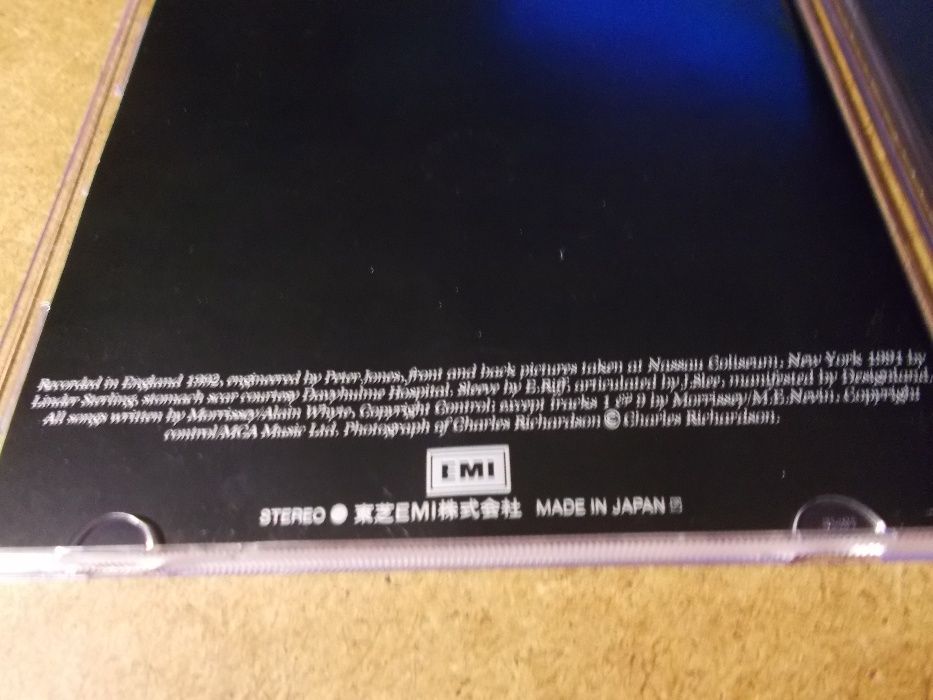 Recorded in England 1992, engineered by Peter Jones, front and back pictures taken at Nassau Coliseum, New York 1991 by
Linder Sterling, stomach scar courtesy Davyhulme Hospital. Sleeve by E.Riff, articulated by J.Slee, manifested by Designland.
All songs written by Morrissey/Alain Whyte, Copyright Control; except tracks 1 & 9 by Morrissey/M.E.Nevin. Copyright
control/MCA Music Ltd. Photograph of Charles Richardson © Charles Richardson.
EMI
STEREO ● 東芝EMI株式会社 MADE IN JAPAN